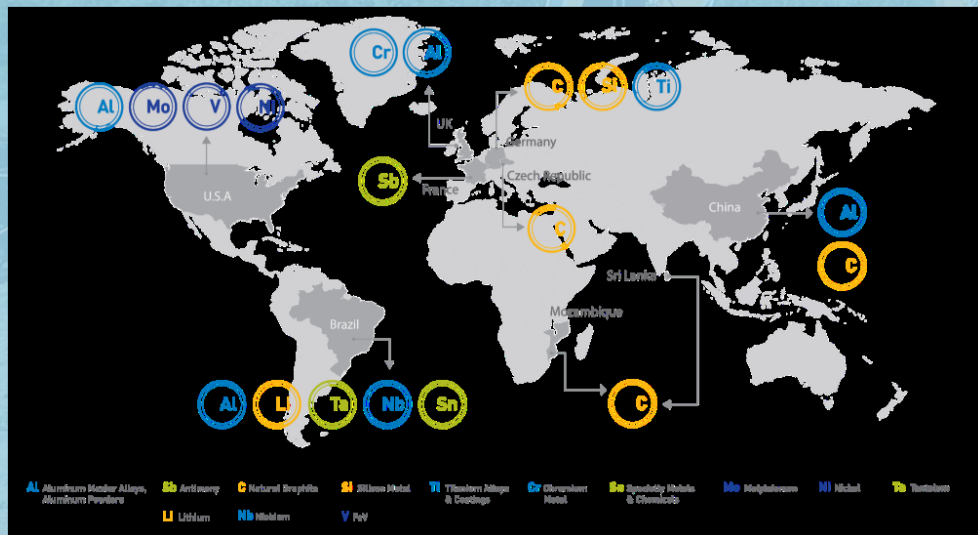 Cr Al
C Si Ti
Al Mo V Ni
UK
Germany
Czech Republic
Sb
France
U.S.A
China
Al
C
C
Sri Lanka
Mozambique
Brazil
Al Li Ta Nb Sn
C
Al Aluminum Master Alloys,
Aluminum Powders
Sb Antimony
C Natural Graphite
Si Silicon Metal
Ti Titanium Alloys
& Coatings
Cr Chromium
Metal
Sn Specialty Metals
& Chemicals
Mo Molybdenum
Ni Nickel
Ta Tantalum
Li Lithium
Nb Niobium
V FeV